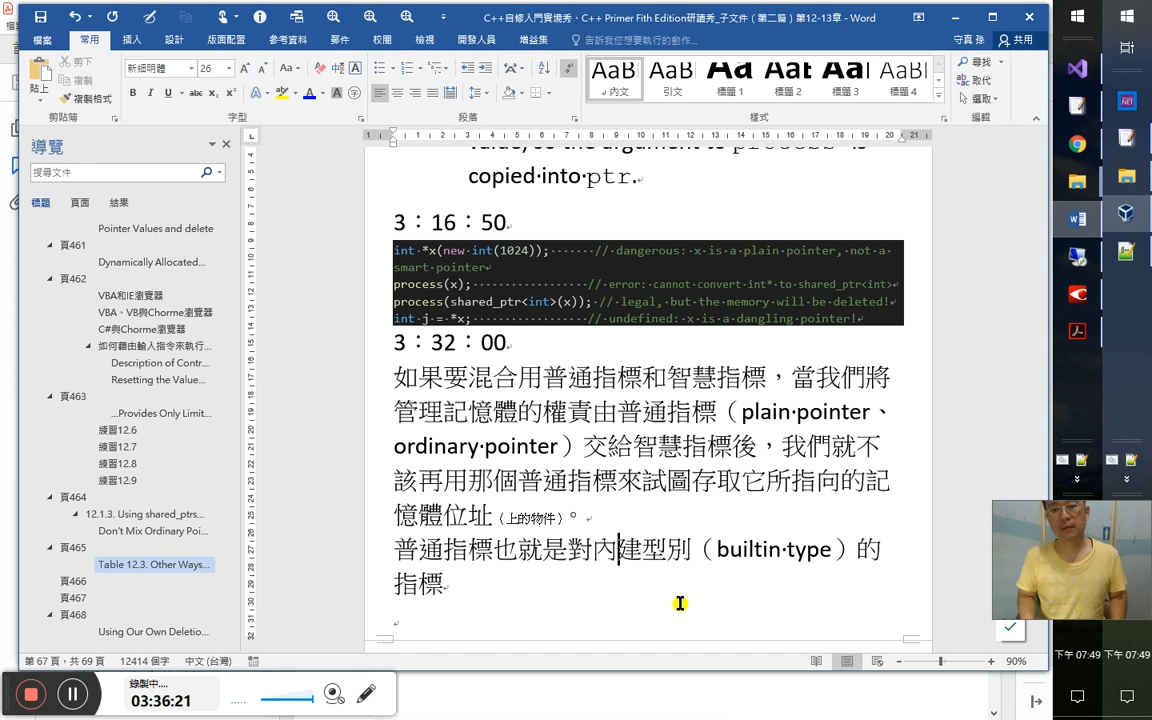 C++自修入門實境秀、C++ Primer Fith Edition研讀秀_子文件（第二篇）第12-13章 - Word
檔案 常用 插入 設計 版面配置 參考資料 郵件 校閱 檢視 開發人員 增益集 告訴我您想要執行的動作... 守真 孫 共用
貼上
剪下
複製
複製格式
新細明體 26
AaBl AaBb AaB AaBt AaBl AaBbl
內文 引文 標題 1 標題 2 標題 3 標題 4
尋找
取代
選取
剪貼簿 字型 段落 樣式 編輯
導覽
搜尋文件
標題 頁面 結果
Pointer Values and delete
頁461
Dynamically Allocated...
頁462
VBA和IE瀏覽器
VBA、VB與Chorme瀏覽器
C#與Chorme瀏覽器
如何藉由輸入指令來執行...
Description of Contr...
Resetting the Value...
頁463
...Provides Only Limit...
練習12.6
練習12.7
練習12.8
練習12.9
頁464
12.1.3. Using shared_ptrs...
Don't Mix Ordinary Poi...
頁465
Table 12.3. Other Ways...
頁466
頁467
頁468
Using Our Own Deletio...
copied into ptr.
3：16：50
int *x(new int(1024)); // dangerous: x is a plain pointer, not a
smart pointer
process(x); // error: cannot convert int* to shared_ptr<int>
process(shared_ptr<int>(x)); // legal, but the memory will be deleted!
int j = *x; // undefined: x is a dangling pointer!
3：32：00
如果要混合用普通指標和智慧指標，當我們將
管理記憶體的權責由普通指標（plain pointer、
ordinary pointer）交給智慧指標後，我們就不
該再用那個普通指標來試圖存取它所指向的記
憶體位址（上的物件）。
普通指標也就是對內建型別（builtin type）的
指標
第 67 頁，共 69 頁 12414 個字 中文 (台灣) 90%
錄製中...
03:36:21
下午 07:49 下午 07:49